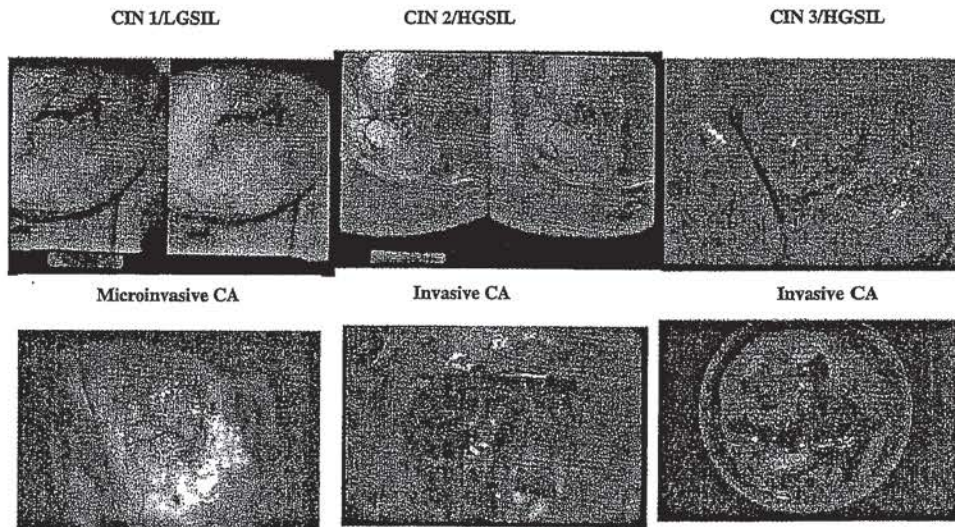 CIN 1/LGSIL
CIN 2/HGSIL
CIN 3/HGSIL
Microinvasive CA
Invasive CA
Invasive CA